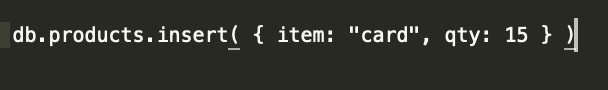 db.products.insert( { item: "card", qty: 15 } )